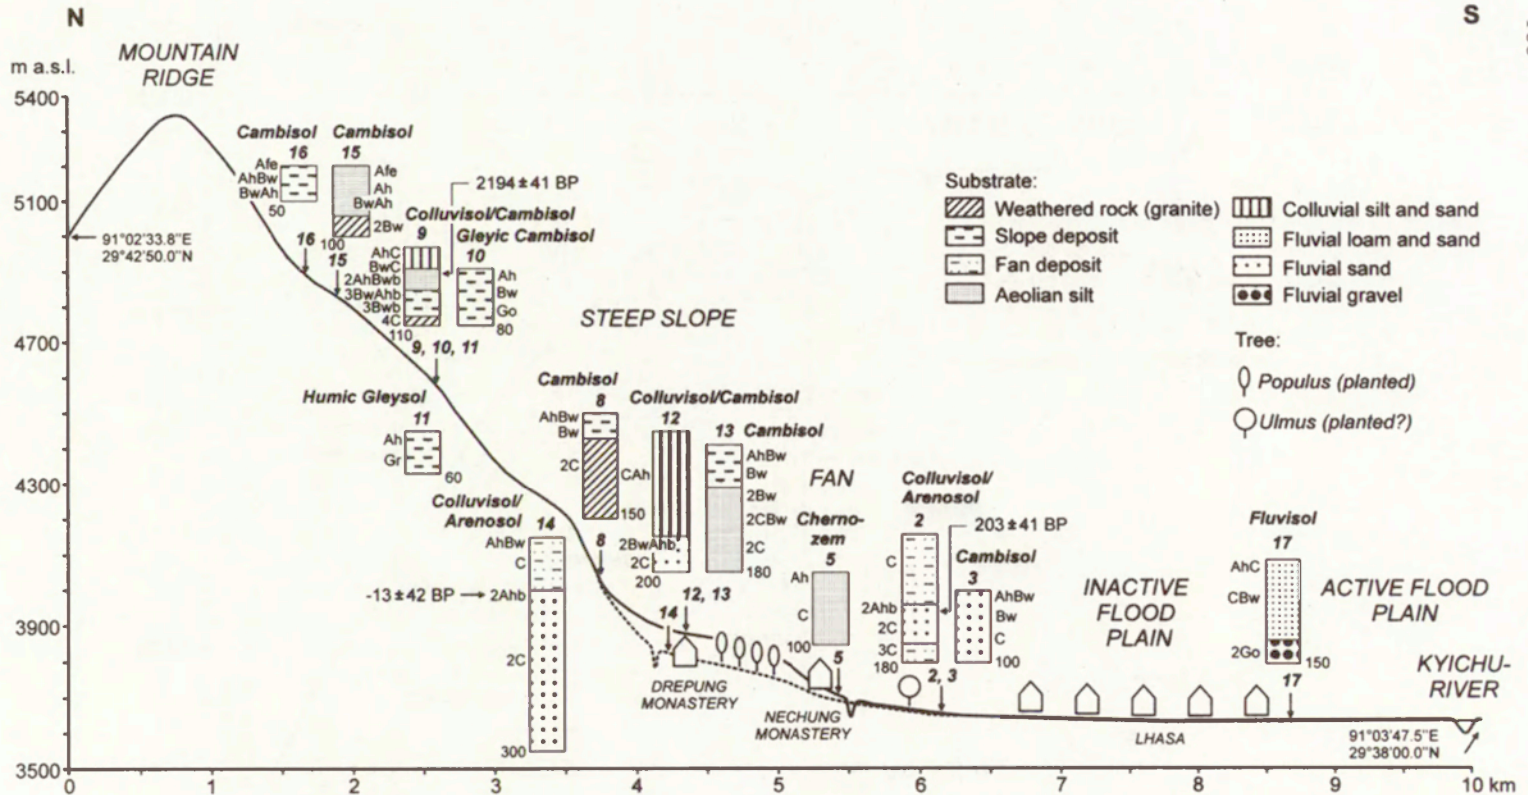 N
S
MOUNTAIN
RIDGE
m a.s.l.
5400
5100
4700
4300
3900
3500
91°02'33.8"E
29°42'50.0"N
Cambisol
16
Afe
AhBw
BwAh
50
Cambisol
15
Afe
Ah
BwAh
2Bw
100
16
15
2194±41 BP
Colluvisol/Cambisol
9
AhC
BwC
2AhBwb
3BwAhb
3Bwb
4C
110
Gleyic Cambisol
10
Ah
Bw
Go
80
9, 10, 11
STEEP SLOPE
Humic Gleysol
11
Ah
Gr
60
Colluvisol/
Arenosol
14
AhBw
C
-13±42 BP
2Ahb
2C
300
Cambisol
8
AhBw
Bw
2C
150
8
Colluvisol/Cambisol
12
CAh
2BwAhb
2C
200
13
Cambisol
AhBw
Bw
2Bw
2CBw
2C
180
12, 13
14
DREPUNG
MONASTERY
FAN
Cherno-
zem
5
Ah
C
100
5
NECHUNG
MONASTERY
Colluvisol/
Arenosol
2
C
2Ahb
2C
3C
180
203±41 BP
Cambisol
3
AhBw
Bw
C
100
2, 3
INACTIVE
FLOOD
PLAIN
LHASA
Fluvisol
17
AhC
CBw
2Go
150
17
ACTIVE FLOOD
PLAIN
KYICHU-
RIVER
91°03'47.5"E
29°38'00.0"N
Substrate:
Weathered rock (granite)
Slope deposit
Fan deposit
Aeolian silt
Colluvial silt and sand
Fluvial loam and sand
Fluvial sand
Fluvial gravel
Tree:
Populus (planted)
Ulmus (planted?)
0
1
2
3
4
5
6
7
8
9
10 km